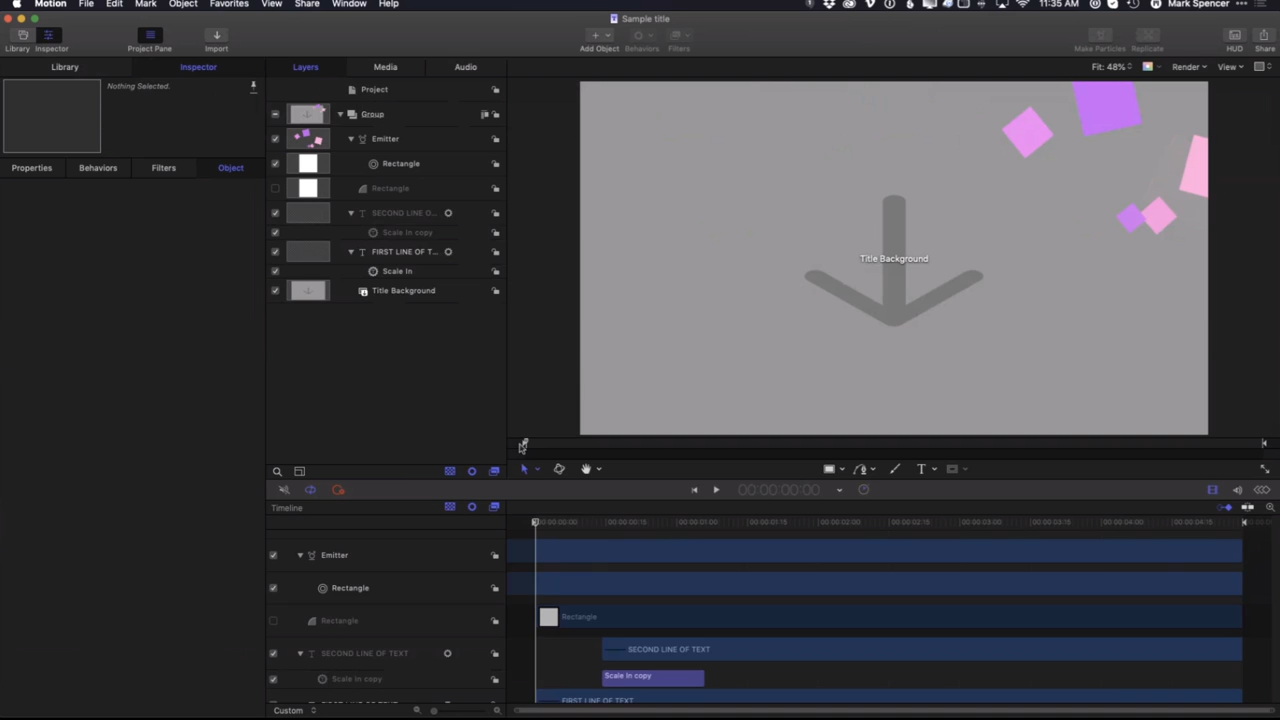 Motion File Edit Mark Object Favorites View Share Window Help 11:35 AM Mark Spencer
Sample title
Library Inspector Project Pane Import Add Object Behaviors Filters Make Particles Replicate HUD Share
Library Inspector Layers Media Audio Fit: 48% Render View
Nothing Selected.
Project
Group
Emitter
Properties Behaviors Filters Object
Rectangle
Rectangle
SECOND LINE O...
Scale In copy
FIRST LINE OF T...
Scale In
Title Background
Title Background
00:00:00:00
Timeline
00:00:00:00 00:00:00:15 00:00:01:00 00:00:01:15 00:00:02:00 00:00:02:15 00:00:03:00 00:00:03:15 00:00:04:00 00:00:04:15
Emitter
Rectangle
Rectangle Rectangle
SECOND LINE OF TEXT SECOND LINE OF TEXT
Scale In copy Scale In copy
FIRST LINE OF TEXT
Custom